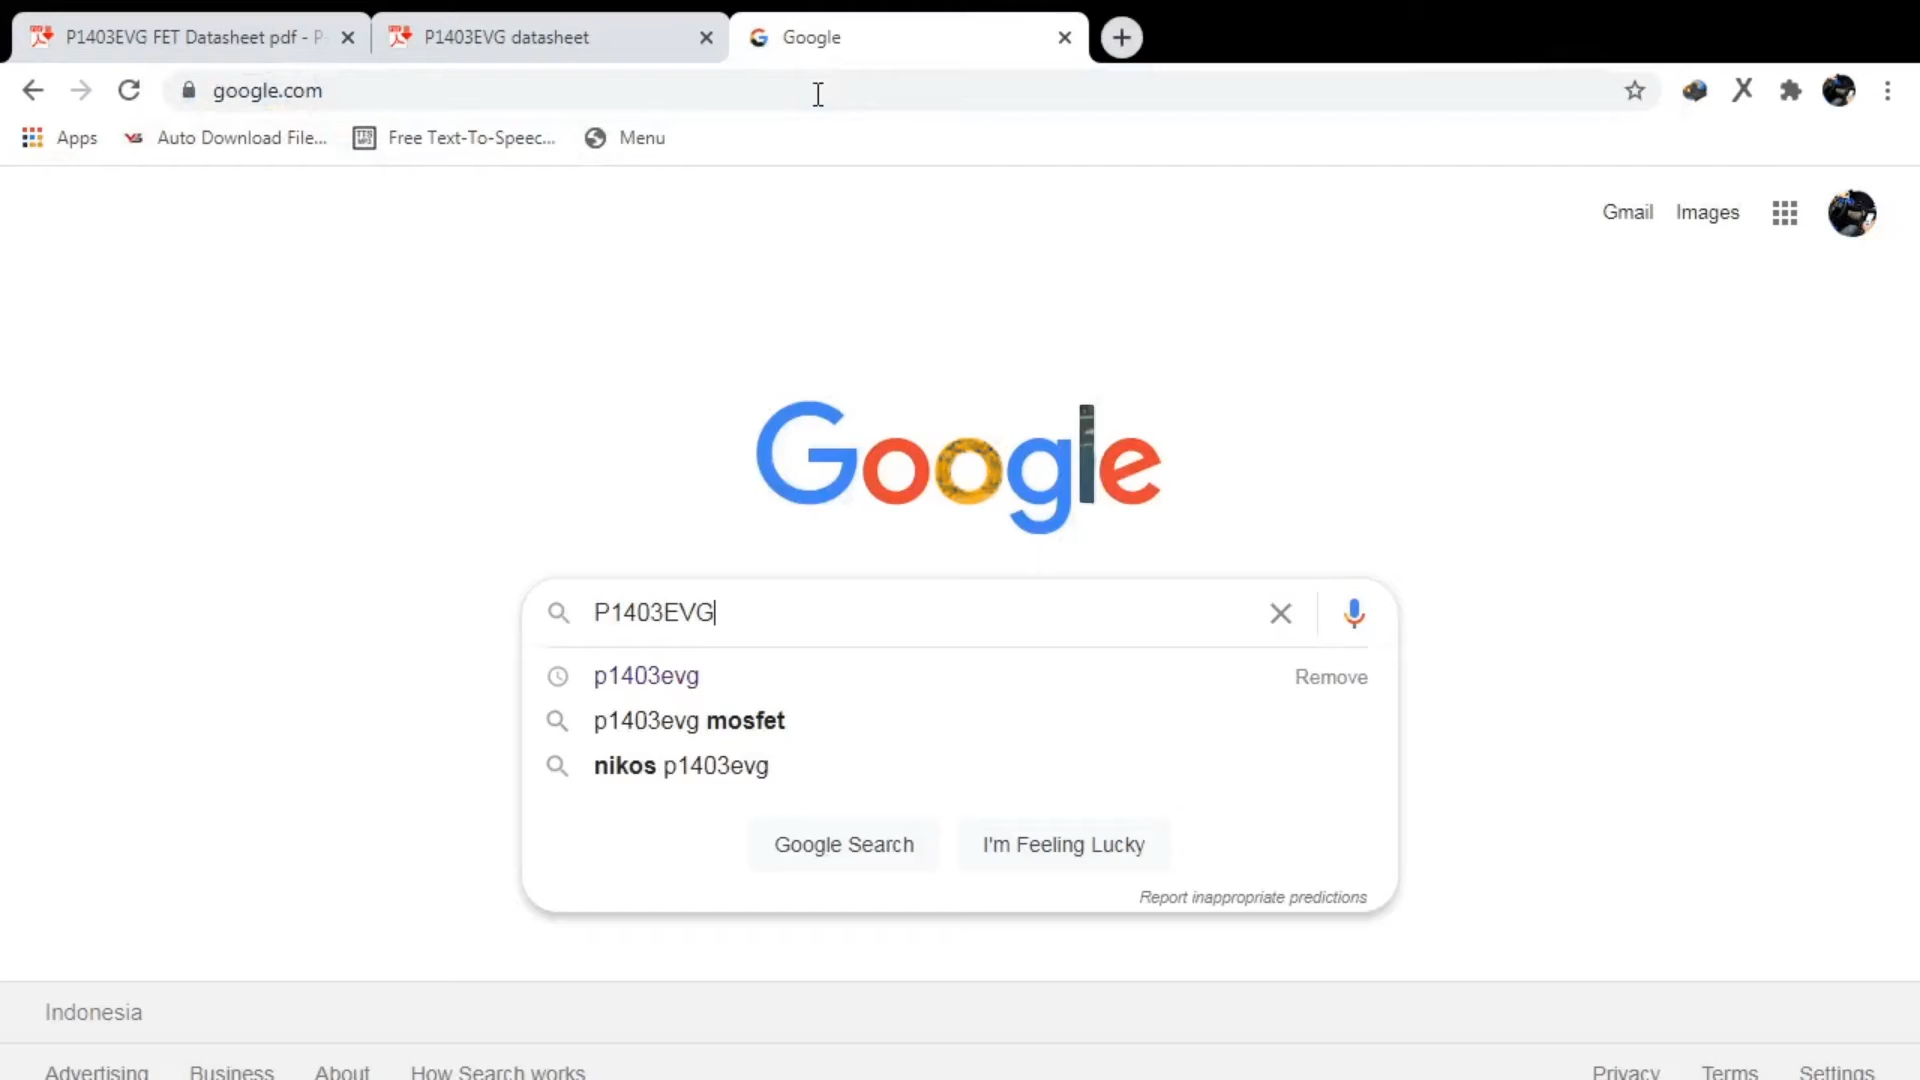 P1403EVG FET Datasheet pdf - P
P1403EVG datasheet
Google
google.com
Apps
Auto Download File...
Free Text-To-Speec...
Menu
Gmail Images
Google
P1403EVG
p1403evg Remove
p1403evg mosfet
nikos p1403evg
Google Search I'm Feeling Lucky
Report inappropriate predictions
Indonesia
Advertising Business About How Search works Privacy Terms Settings